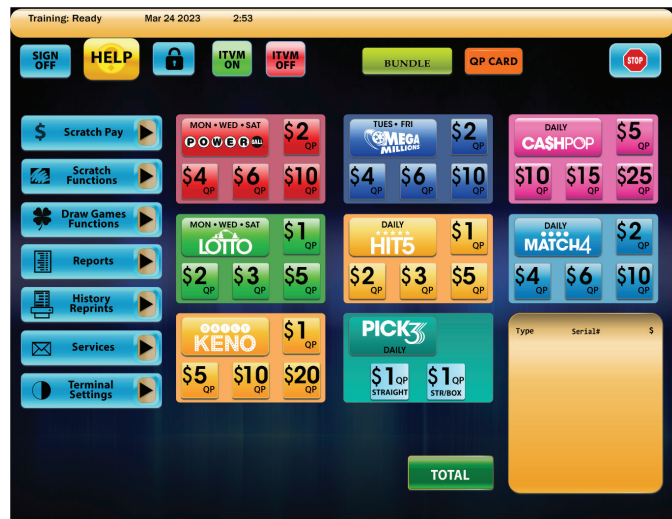 Training: Ready Mar 24 2023 2:53
SIGN OFF
HELP
ITVM ON
ITVM OFF
BUNDLE
QP CARD
STOP
$ Scratch Pay
Scratch
Functions
Draw Games
Functions
Reports
History
Reprints
Services
Terminal
Settings
MON • WED • SAT
POWERBALL
$2 QP
$4 QP $6 QP $10 QP
TUES • FRI
MEGA
MILLIONS
$2 QP
$4 QP $6 QP $10 QP
DAILY
CA$HPOP
$5 QP
$10 QP $15 QP $25 QP
MON • WED • SAT
LOTTO
$1 QP
$2 QP $3 QP $5 QP
DAILY
HIT5
$1 QP
$2 QP $3 QP $5 QP
DAILY
MATCH4
$2 QP
$4 QP $6 QP $10 QP
DAILY
KENO
$1 QP
$5 QP $10 QP $20 QP
PICK3
DAILY
$1 QP STRAIGHT
$1 QP STR/BOX
Type Serial# $
TOTAL